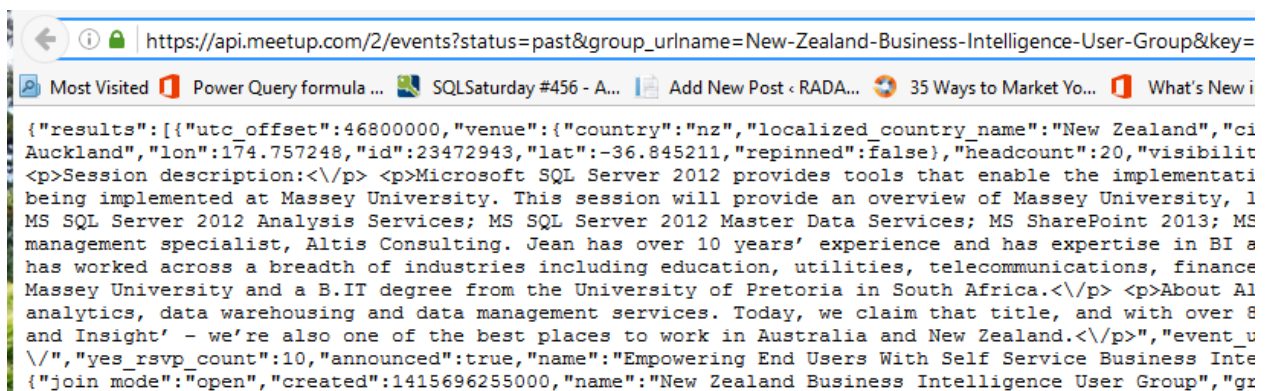 https://api.meetup.com/2/events?status=past&group_urlname=New-Zealand-Business-Intelligence-User-Group&key=
Most Visited Power Query formula ... SQLSaturday #456 - A... Add New Post ‹ RADA... 35 Ways to Market Yo... What's New i
{"results":[{"utc_offset":46800000,"venue":{"country":"nz","localized_country_name":"New Zealand","ci
Auckland","lon":174.757248,"id":23472943,"lat":-36.845211,"repinned":false},"headcount":20,"visibilit
<p>Session description:<\/p> <p>Microsoft SQL Server 2012 provides tools that enable the implementati
being implemented at Massey University. This session will provide an overview of Massey University, l
MS SQL Server 2012 Analysis Services; MS SQL Server 2012 Master Data Services; MS SharePoint 2013; MS
management specialist, Altis Consulting. Jean has over 10 years’ experience and has expertise in BI a
has worked across a breadth of industries including education, utilities, telecommunications, finance
Massey University and a B.IT degree from the University of Pretoria in South Africa.<\/p> <p>About Al
analytics, data warehousing and data management services. Today, we claim that title, and with over 8
and Insight’ – we’re also one of the best places to work in Australia and New Zealand.<\/p>","event_u
\/","yes_rsvp_count":10,"announced":true,"name":"Empowering End Users With Self Service Business Inte
{"join_mode":"open","created":1415696255000,"name":"New Zealand Business Intelligence User Group","gr